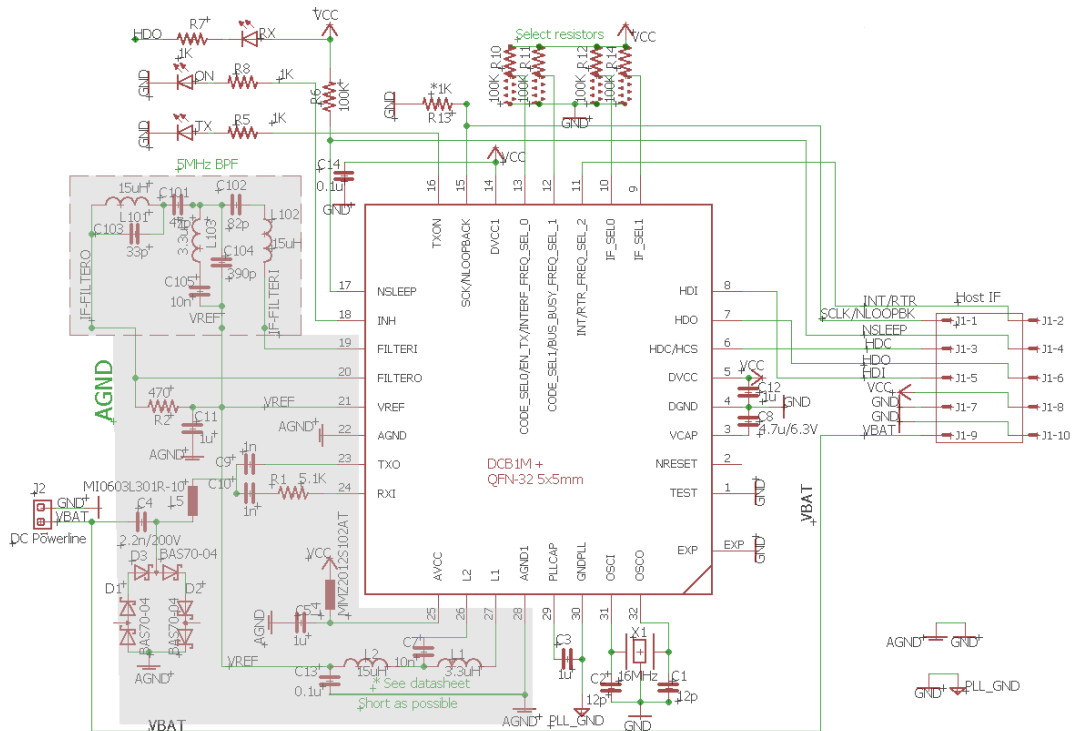 HDO
R7
1K
RX
VCC
GND
ON
R8
1K
GND
TX
R5
1K
R6
100K
Select resistors
VCC
R10
R11
R12
R14
100K
100K
100K
100K
GND
GND
*1K
R13
C14
0.1u
GND
VCC
5MHz BPF
15uH
L101
C101
C102
C103
33p
3.3u
L103
82p
L102
15uH
C104
390p
C105
10n
VREF
IF-FILTERO
IF-FILTERI
AGND
470
R2
VREF
C11
1u
AGND
AGND
1n
C9
C10
1n
R1
5.1K
MI0603L301R-10
L5
J2
GND
VBAT
DC Powerline
C4
2.2n/200V
D3
BAS70-04
D1
BAS70-04
D2
BAS70-04
AGND
VCC
MMZ2012S102AT
AGND
C5
1u
VREF
C13
0.1u
L2
15uH
C7
10n
L1
3.3uH
* See datasheet
Short as possible
AGND
VBAT
16
15
14
13
12
11
10
9
TXON
SCK/NLOOPBACK
DVCC1
CODE_SEL0/EN_TX/INTERF_FREQ_SEL_0
CODE_SEL1/BUS_BUSY_FREQ_SEL_1
INT/RTR_FREQ_SEL_2
IF_SEL0
IF_SEL1
17 NSLEEP
18 INH
19 FILTERI
20 FILTERO
21 VREF
22 AGND
23 TXO
24 RXI
HDI 8
HDO 7
HDC/HCS 6
DVCC 5
DGND 4
VCAP 3
NRESET 2
TEST 1
EXP EXP
DCB1M +
QFN-32 5x5mm
AVCC
L2
L1
AGND1
PLLCAP
GNDPLL
OSCI
OSCO
25
26
27
28
29
30
31
32
VCC
C12
1u
GND
C8
4.7u/6.3V
GND
GND
C3
1u
PLL_GND
X1
16MHz
C2
12p
C1
12p
GND
INT/RTR
Host IF
SCLK/NLOOPBK
NSLEEP
HDC
HDO
HDI
VCC
GND
GND
VBAT
J1-1
J1-2
J1-3
J1-4
J1-5
J1-6
J1-7
J1-8
J1-9
J1-10
VBAT
AGND
GND
GND
PLL_GND